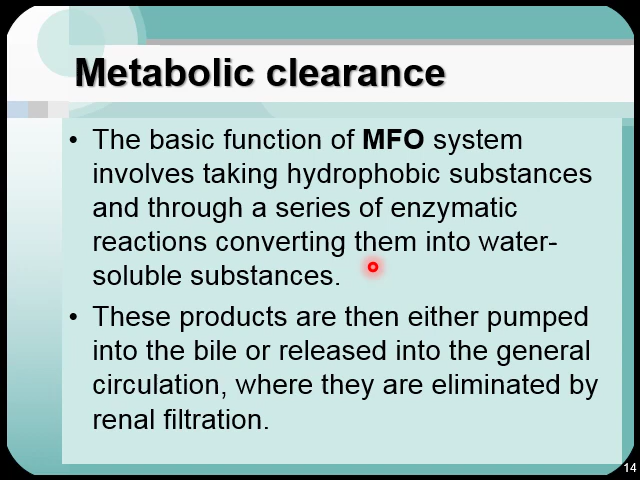 Metabolic clearance
• The basic function of MFO system
involves taking hydrophobic substances
and through a series of enzymatic
reactions converting them into water-
soluble substances.
• These products are then either pumped
into the bile or released into the general
circulation, where they are eliminated by
renal filtration.
14